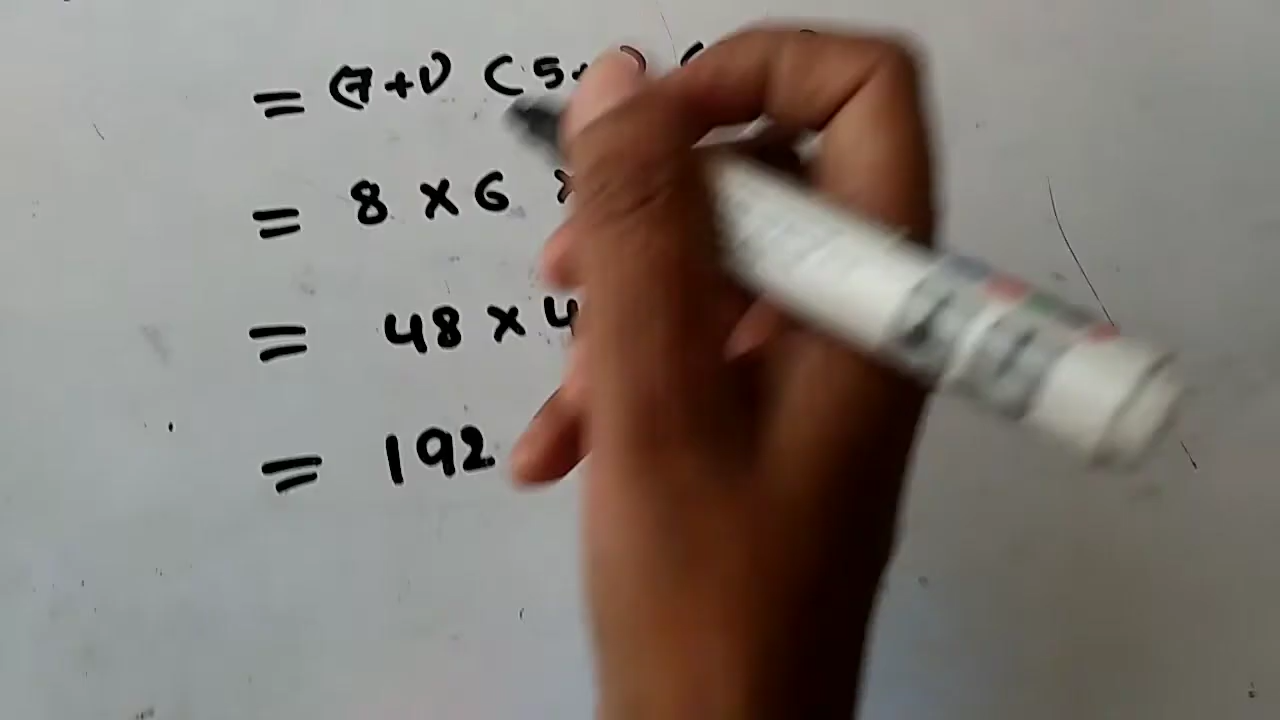 = (7+1) (5+ ) (
= 8 × 6 ×
= 48 × 4
= 192